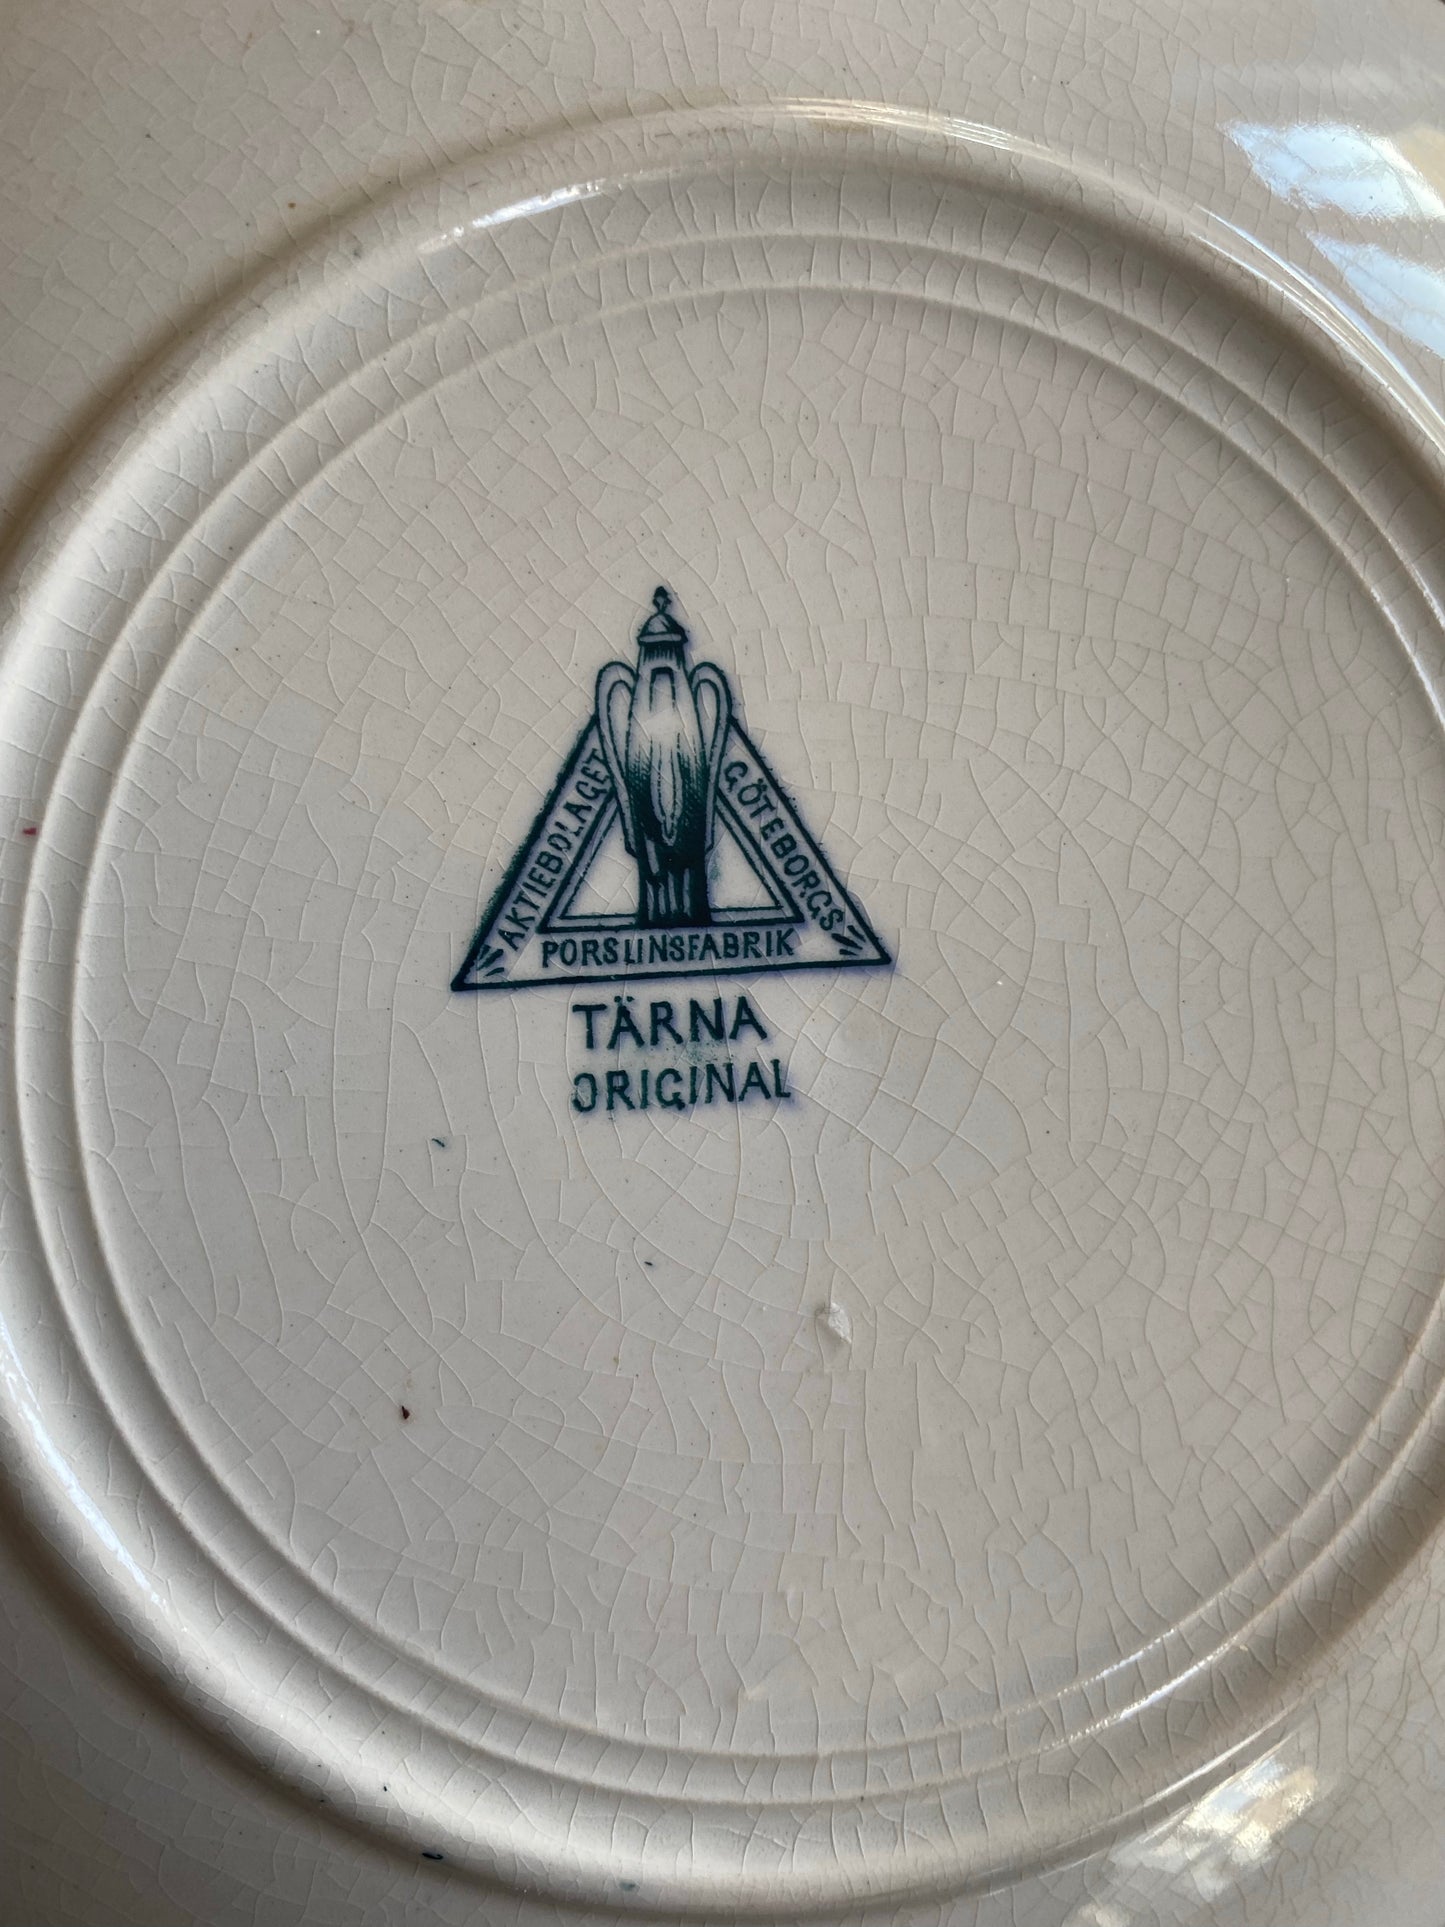 AKTIEBOLAGET
GÖTEBORGS
PORSLINSFABRIK
TÄRNA
ORIGINAL